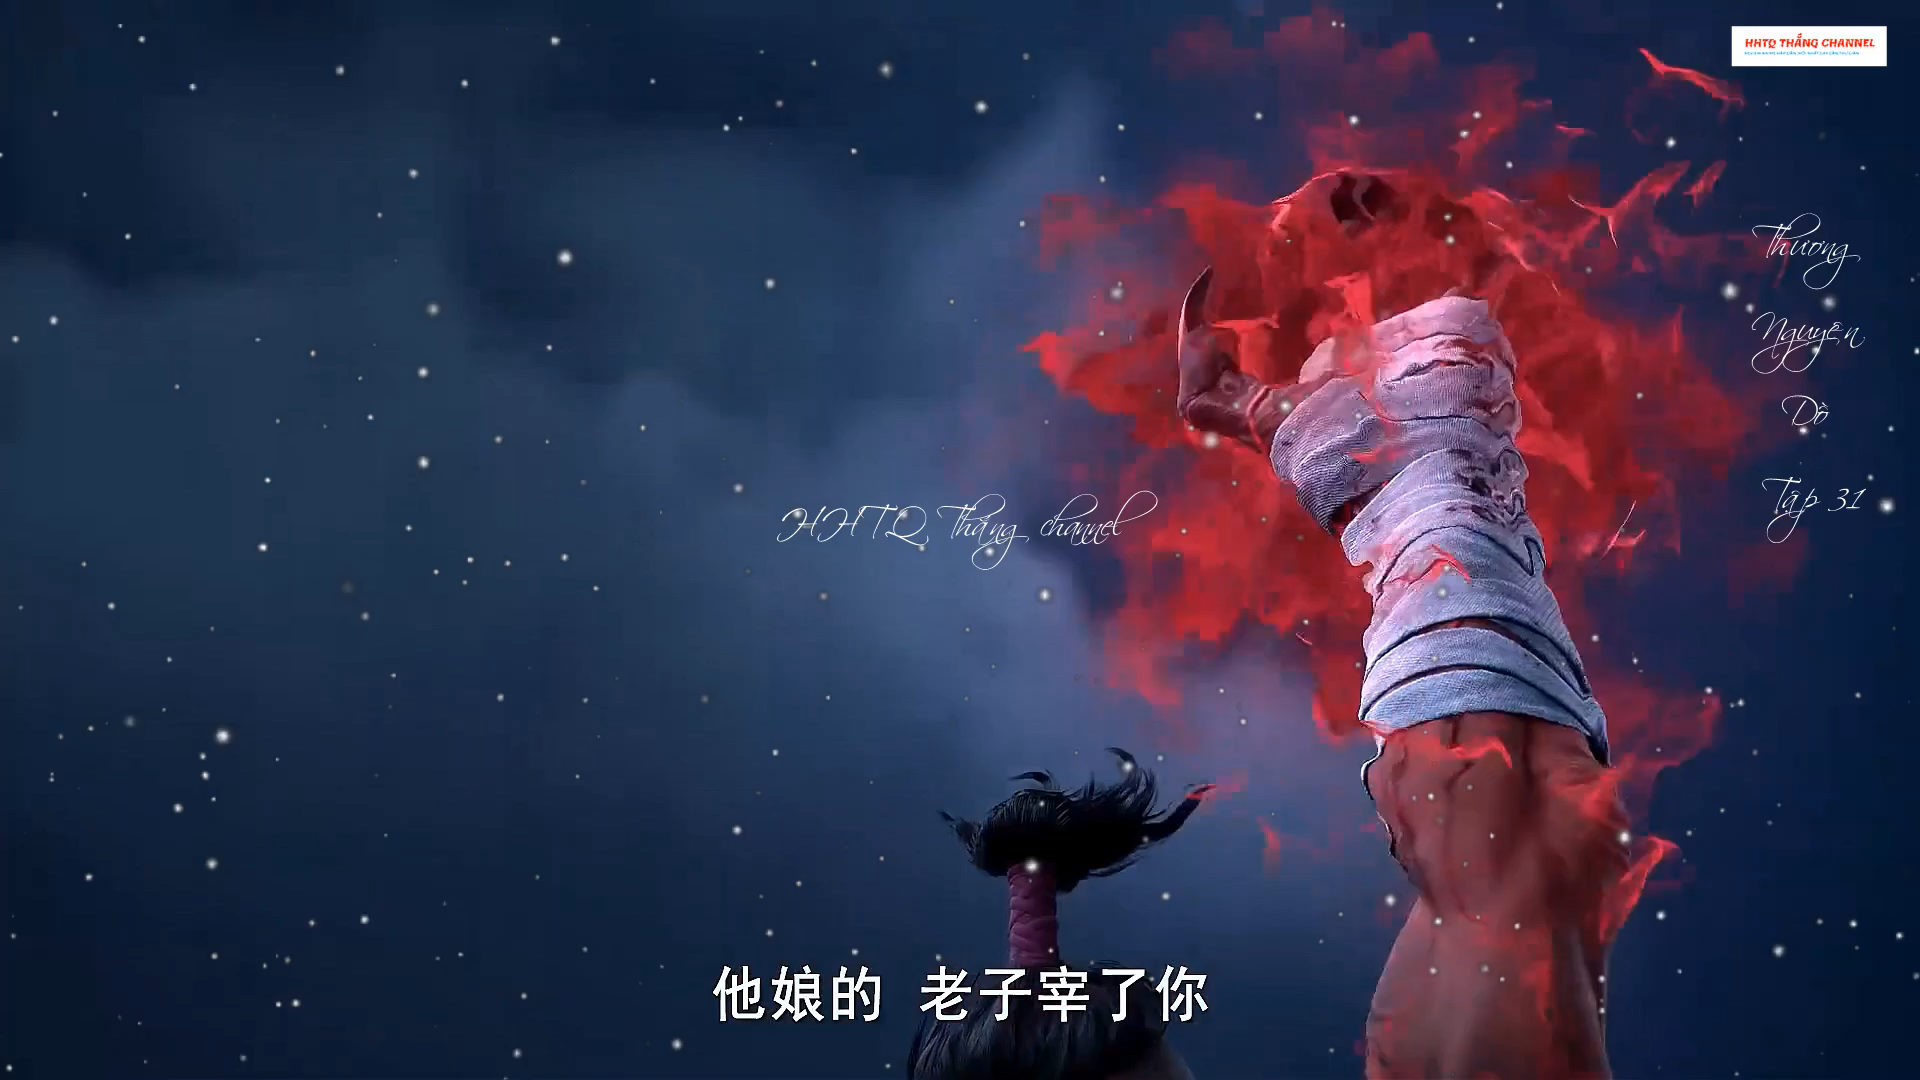 HHTQ THẮNG CHANNEL
Thương
Nguyên
Đồ
Tập 31
HHTQ Thắng channel
他娘的 老子宰了你